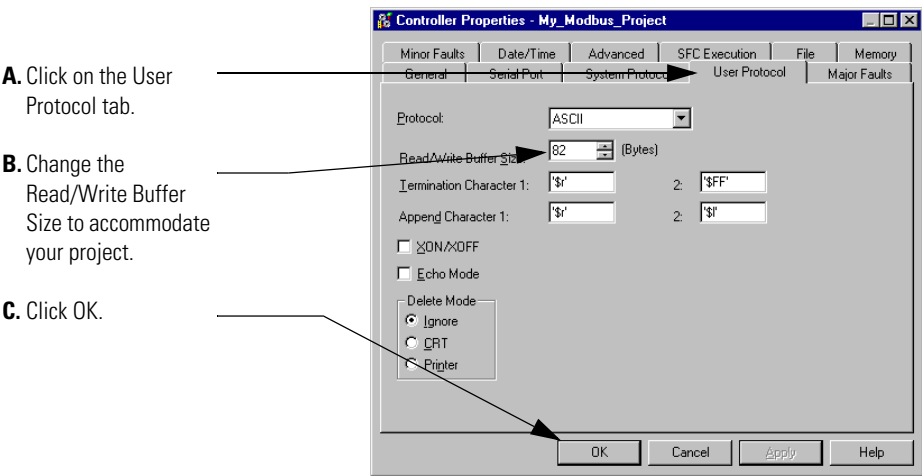 Controller Properties - My_Modbus_Project
Minor Faults Date/Time Advanced SFC Execution File Memory
General Serial Port System Protocol User Protocol Major Faults
A. Click on the User
Protocol tab.
Protocol: ASCII
B. Change the
Read/Write Buffer
Size to accommodate
your project.
Read/Write Buffer Size: 82 (Bytes)
Termination Character 1: '$r' 2: '$FF'
Append Character 1: '$r' 2: '$l'
XON/XOFF
Echo Mode
C. Click OK.
Delete Mode
Ignore
CRT
Printer
OK Cancel Apply Help